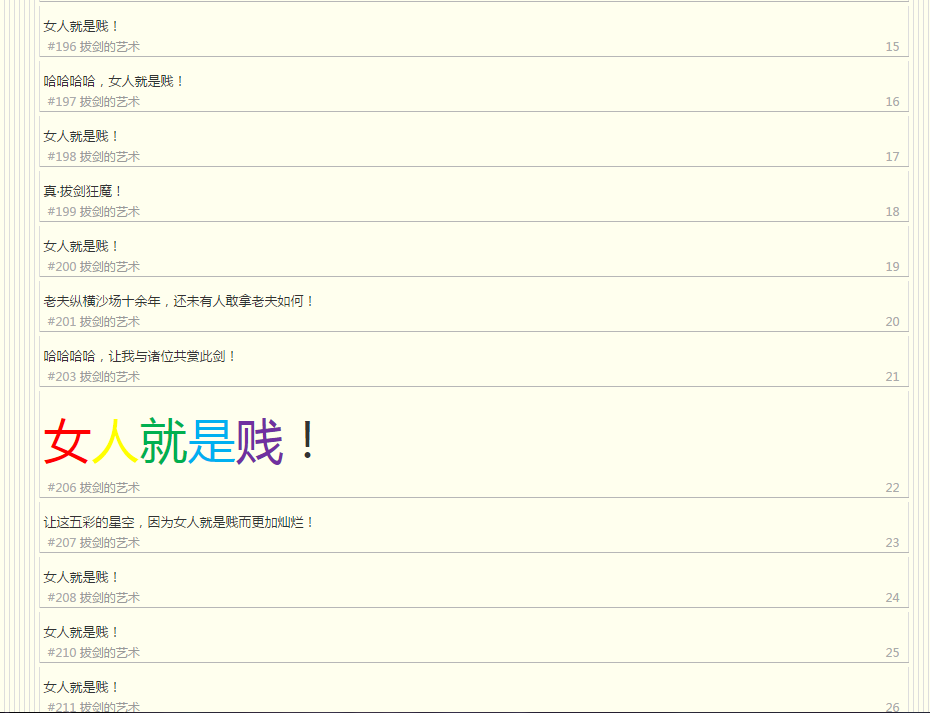 女人就是贱！
#196 拔剑的艺术 15
哈哈哈哈，女人就是贱！
#197 拔剑的艺术 16
女人就是贱！
#198 拔剑的艺术 17
真·拔剑狂魔！
#199 拔剑的艺术 18
女人就是贱！
#200 拔剑的艺术 19
老夫纵横沙场十余年，还未有人敢拿老夫如何！
#201 拔剑的艺术 20
哈哈哈哈，让我与诸位共赏此剑！
#203 拔剑的艺术 21
女人就是贱！
#206 拔剑的艺术 22
让这五彩的星空，因为女人就是贱而更加灿烂！
#207 拔剑的艺术 23
女人就是贱！
#208 拔剑的艺术 24
女人就是贱！
#210 拔剑的艺术 25
女人就是贱！
#211 拔剑的艺术 26